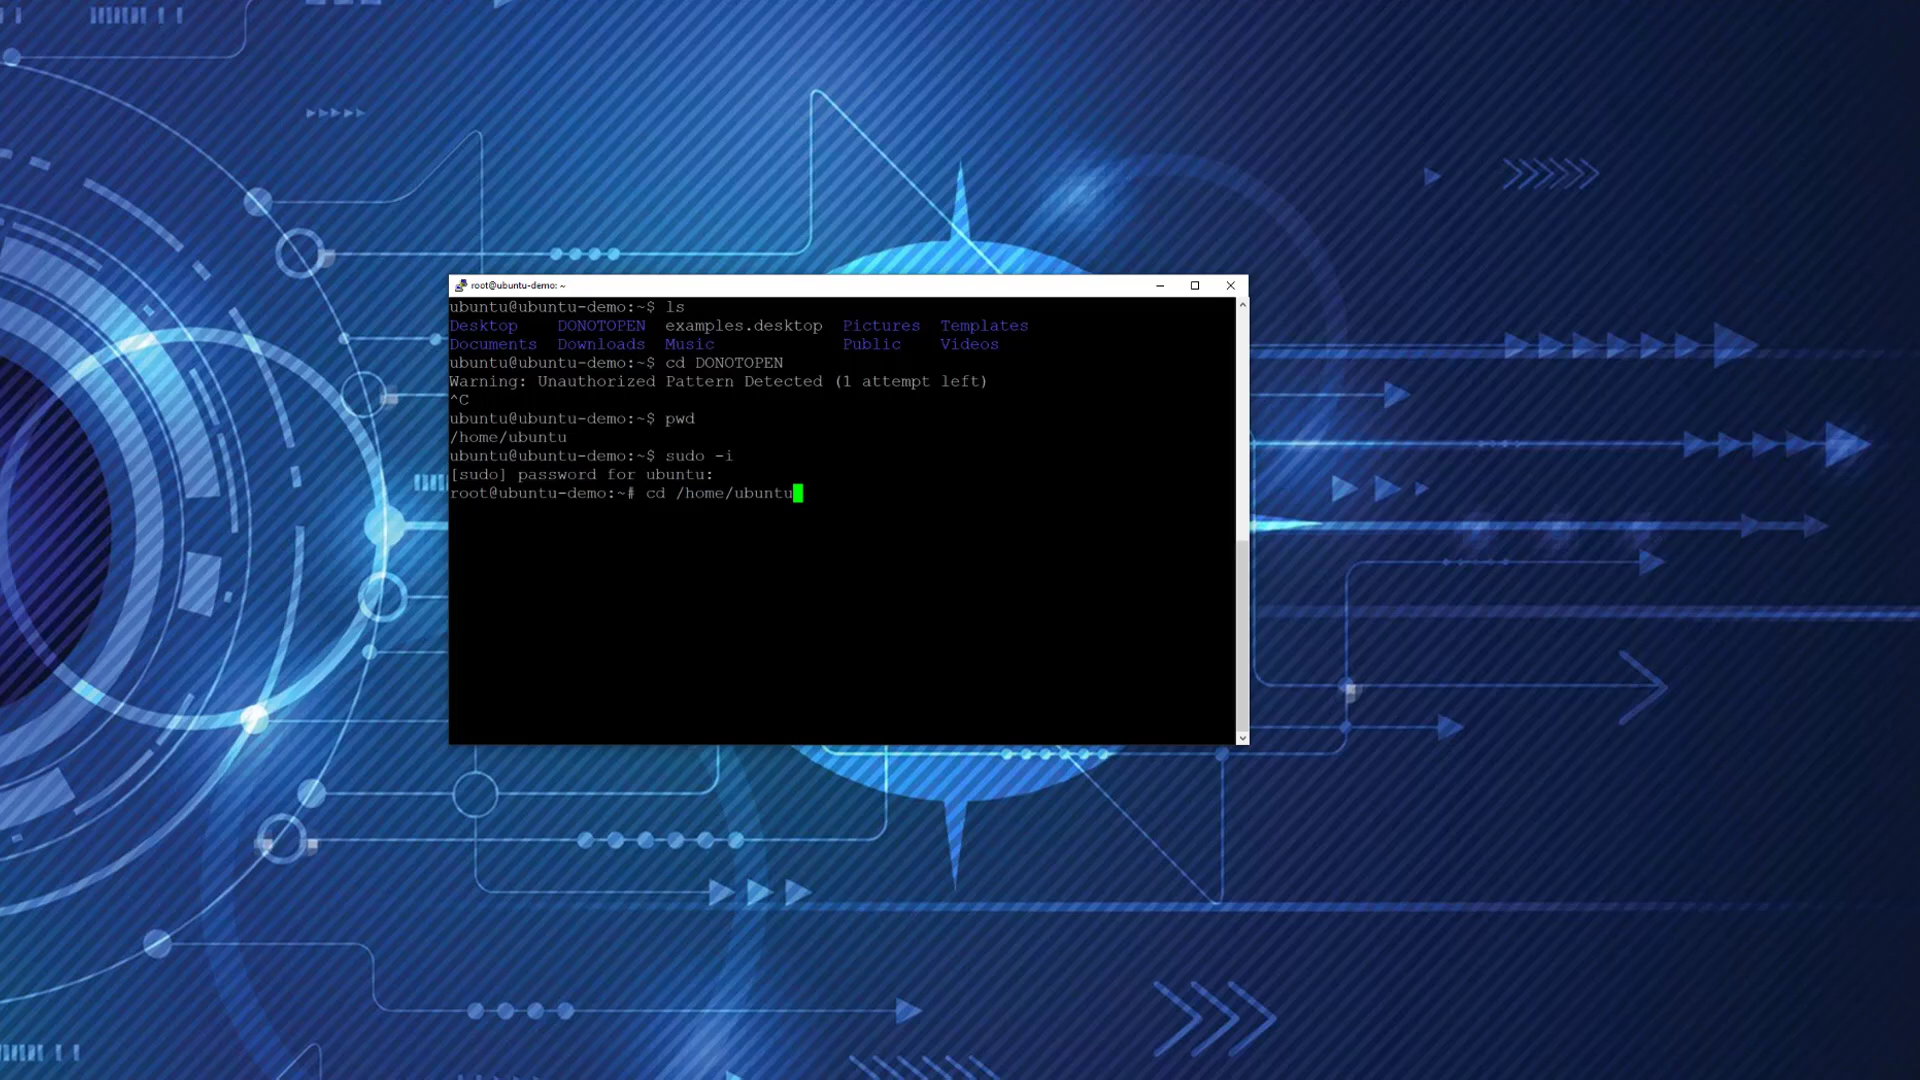 root@ubuntu-demo: ~
ubuntu@ubuntu-demo:~$ ls
Desktop DONOTOPEN examples.desktop Pictures Templates
Documents Downloads Music Public Videos
ubuntu@ubuntu-demo:~$ cd DONOTOPEN
Warning: Unauthorized Pattern Detected (1 attempt left)
^C
ubuntu@ubuntu-demo:~$ pwd
/home/ubuntu
ubuntu@ubuntu-demo:~$ sudo -i
[sudo] password for ubuntu:
root@ubuntu-demo:~# cd /home/ubuntu